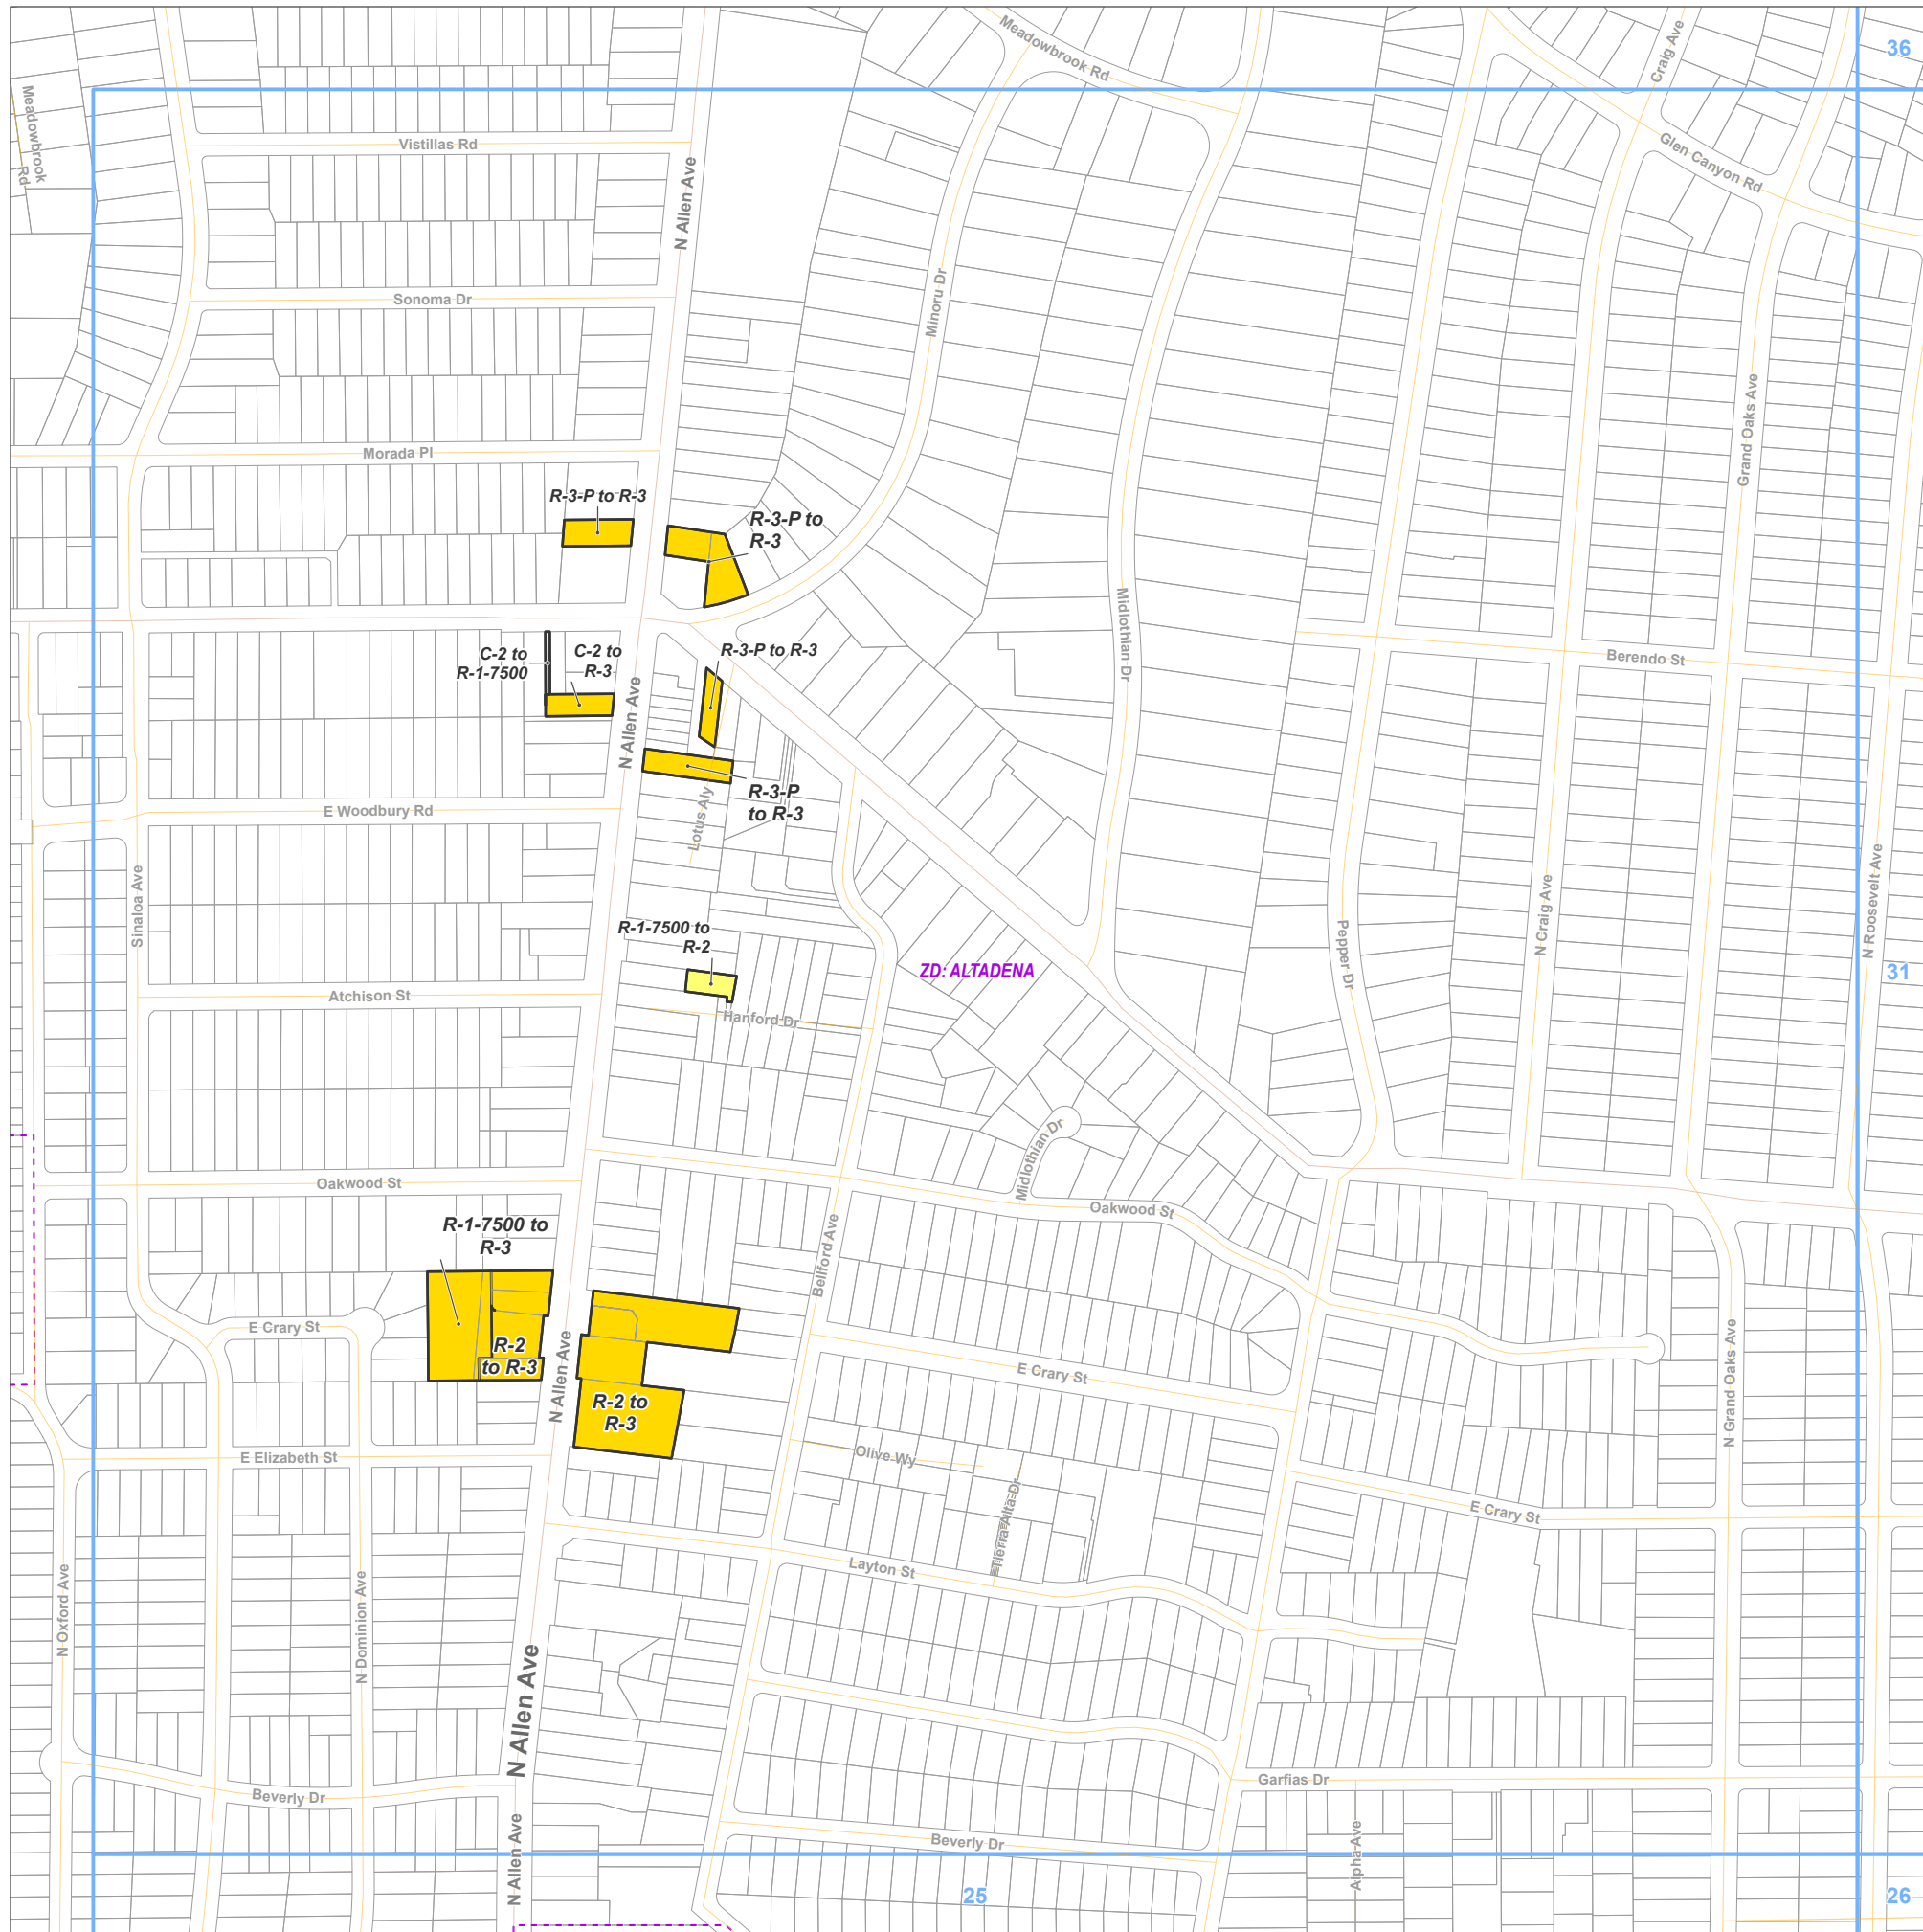 36
Meadowbrook Rd
Craig Ave
Meadowbrook
Rd
Vistillas Rd
Glen Canyon Rd
N Allen Ave
Sonoma Dr
Minoru Dr
Grand Oaks Ave
Morada Pl
R-3-P to R-3
R-3-P to
R-3
Midlothian Dr
C-2 to
R-1-7500
C-2 to
R-3
R-3-P to R-3
Berendo St
N Allen Ave
R-3-P
to R-3
E Woodbury Rd
Lotus Aly
Sinaloa Ave
N Craig Ave
N Roosevelt Ave
R-1-7500 to
R-2
Pepper Dr
ZD: ALTADENA
31
Atchison St
Hanford Dr
Midlothian Dr
Oakwood St
Oakwood St
R-1-7500 to
R-3
Bellford Ave
E Crary St
R-2
to R-3
N Allen Ave
E Crary St
N Grand Oaks Ave
R-2 to
R-3
E Elizabeth St
Olive Wy
Tierra Alta Dr
E Crary St
Layton St
N Oxford Ave
N Dominion Ave
N Allen Ave
Garfias Dr
Beverly Dr
Beverly Dr
N Allen Ave
Alpha Ave
25
26